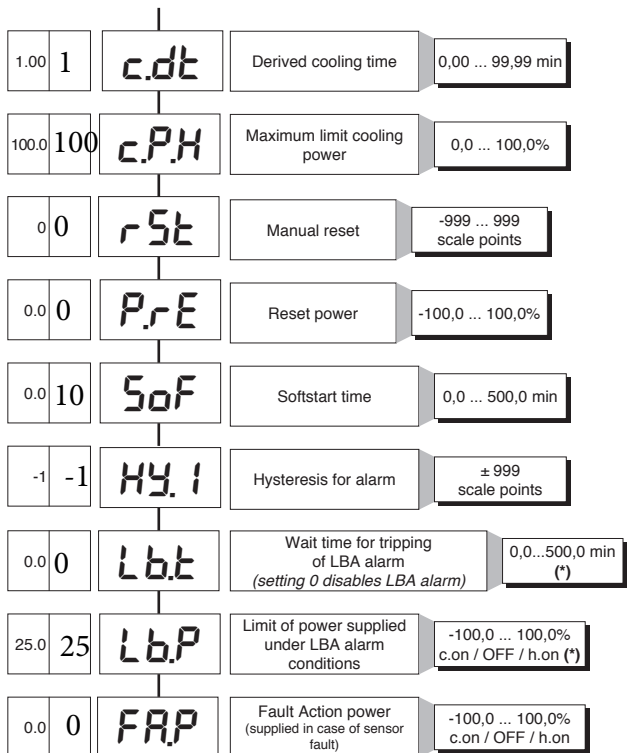 1.00 1 c.dt Derived cooling time 0,00 ... 99,99 min
100.0 100 c.P.H Maximum limit cooling
power 0,0 ... 100,0%
0 0 rSt Manual reset -999 ... 999
scale points
0.0 0 P.rE Reset power -100,0 ... 100,0%
0.0 10 SoF Softstart time 0,0 ... 500,0 min
-1 -1 HY. 1 Hysteresis for alarm ± 999
scale points
0.0 0 Lb.t Wait time for tripping
of LBA alarm
(setting 0 disables LBA alarm) 0,0...500,0 min
(*)
25.0 25 Lb.P Limit of power supplied
under LBA alarm
conditions -100,0 ... 100,0%
c.on / OFF / h.on (*)
0.0 0 FA.P Fault Action power
(supplied in case of sensor
fault) -100,0 ... 100,0%
c.on / OFF / h.on